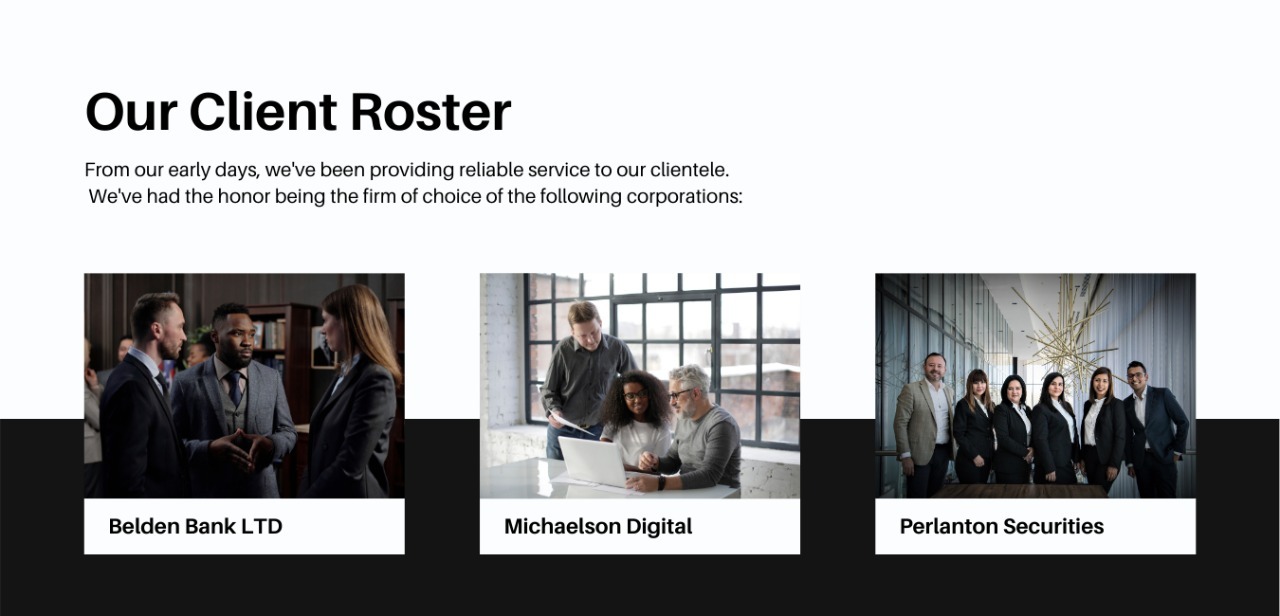 Our Client Roster
From our early days, we've been providing reliable service to our clientele.
We've had the honor being the firm of choice of the following corporations:
Belden Bank LTD
Michaelson Digital
Perlanton Securities